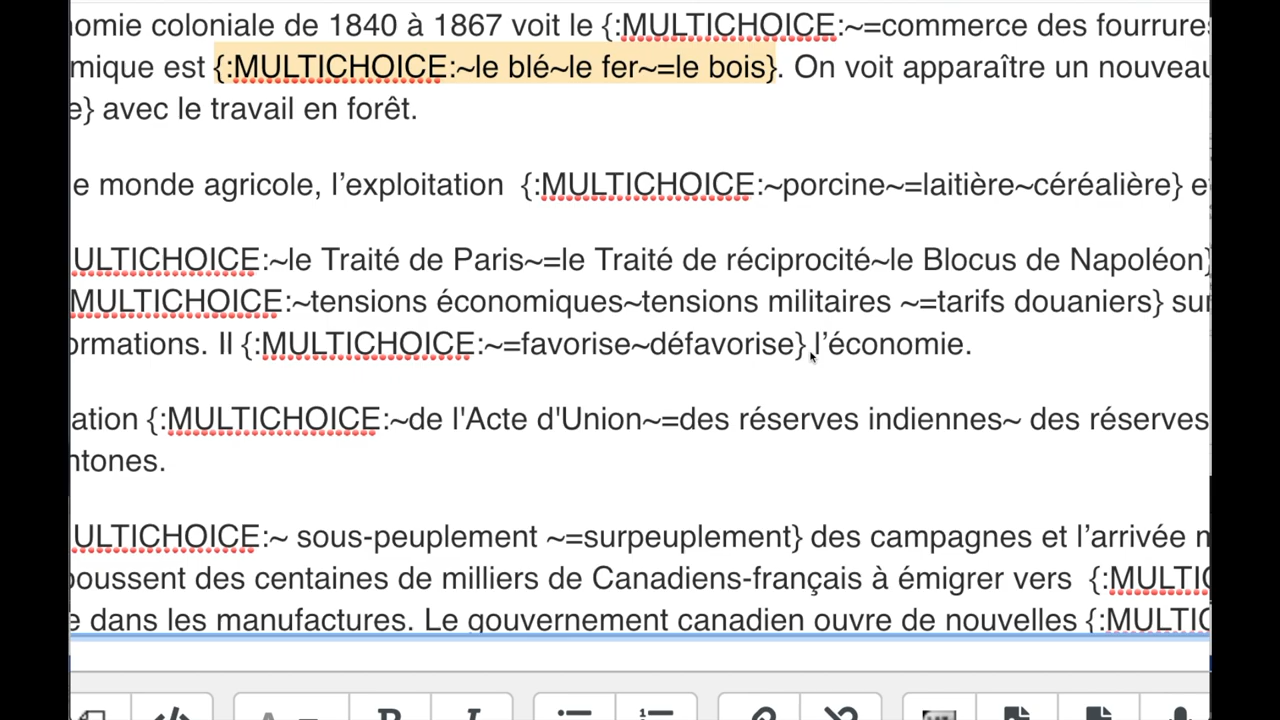 nomie coloniale de 1840 à 1867 voit le {:MULTICHOICE:~=commerce des fourrures
mique est {:MULTICHOICE:~le blé~le fer~=le bois}. On voit apparaître un nouveau
e} avec le travail en forêt.
e monde agricole, l’exploitation {:MULTICHOICE:~porcine~=laitière~céréalière} e
ULTICHOICE:~le Traité de Paris~=le Traité de réciprocité~le Blocus de Napoléon}
MULTICHOICE:~tensions économiques~tensions militaires ~=tarifs douaniers} sur
ormations. Il {:MULTICHOICE:~=favorise~défavorise} l’économie.
ation {:MULTICHOICE:~de l'Acte d'Union~=des réserves indiennes~ des réserves
ntones.
ULTICHOICE:~ sous-peuplement ~=surpeuplement} des campagnes et l’arrivée m
poussent des centaines de milliers de Canadiens-français à émigrer vers {:MULTIC
e dans les manufactures. Le gouvernement canadien ouvre de nouvelles {:MULTIC